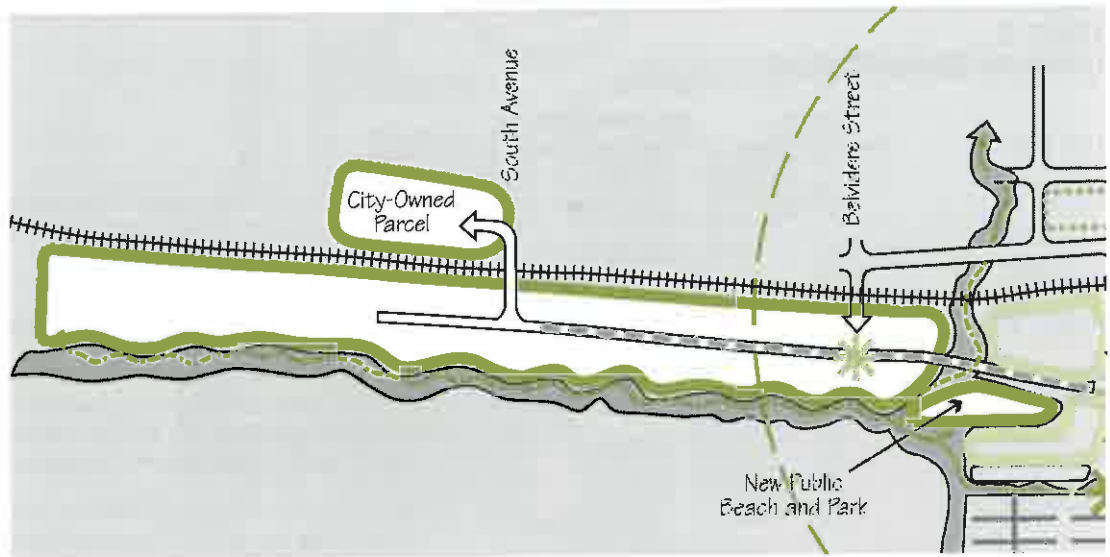 South Avenue
Belvidere Street
City-Owned
Parcel
New Public
Beach and Park